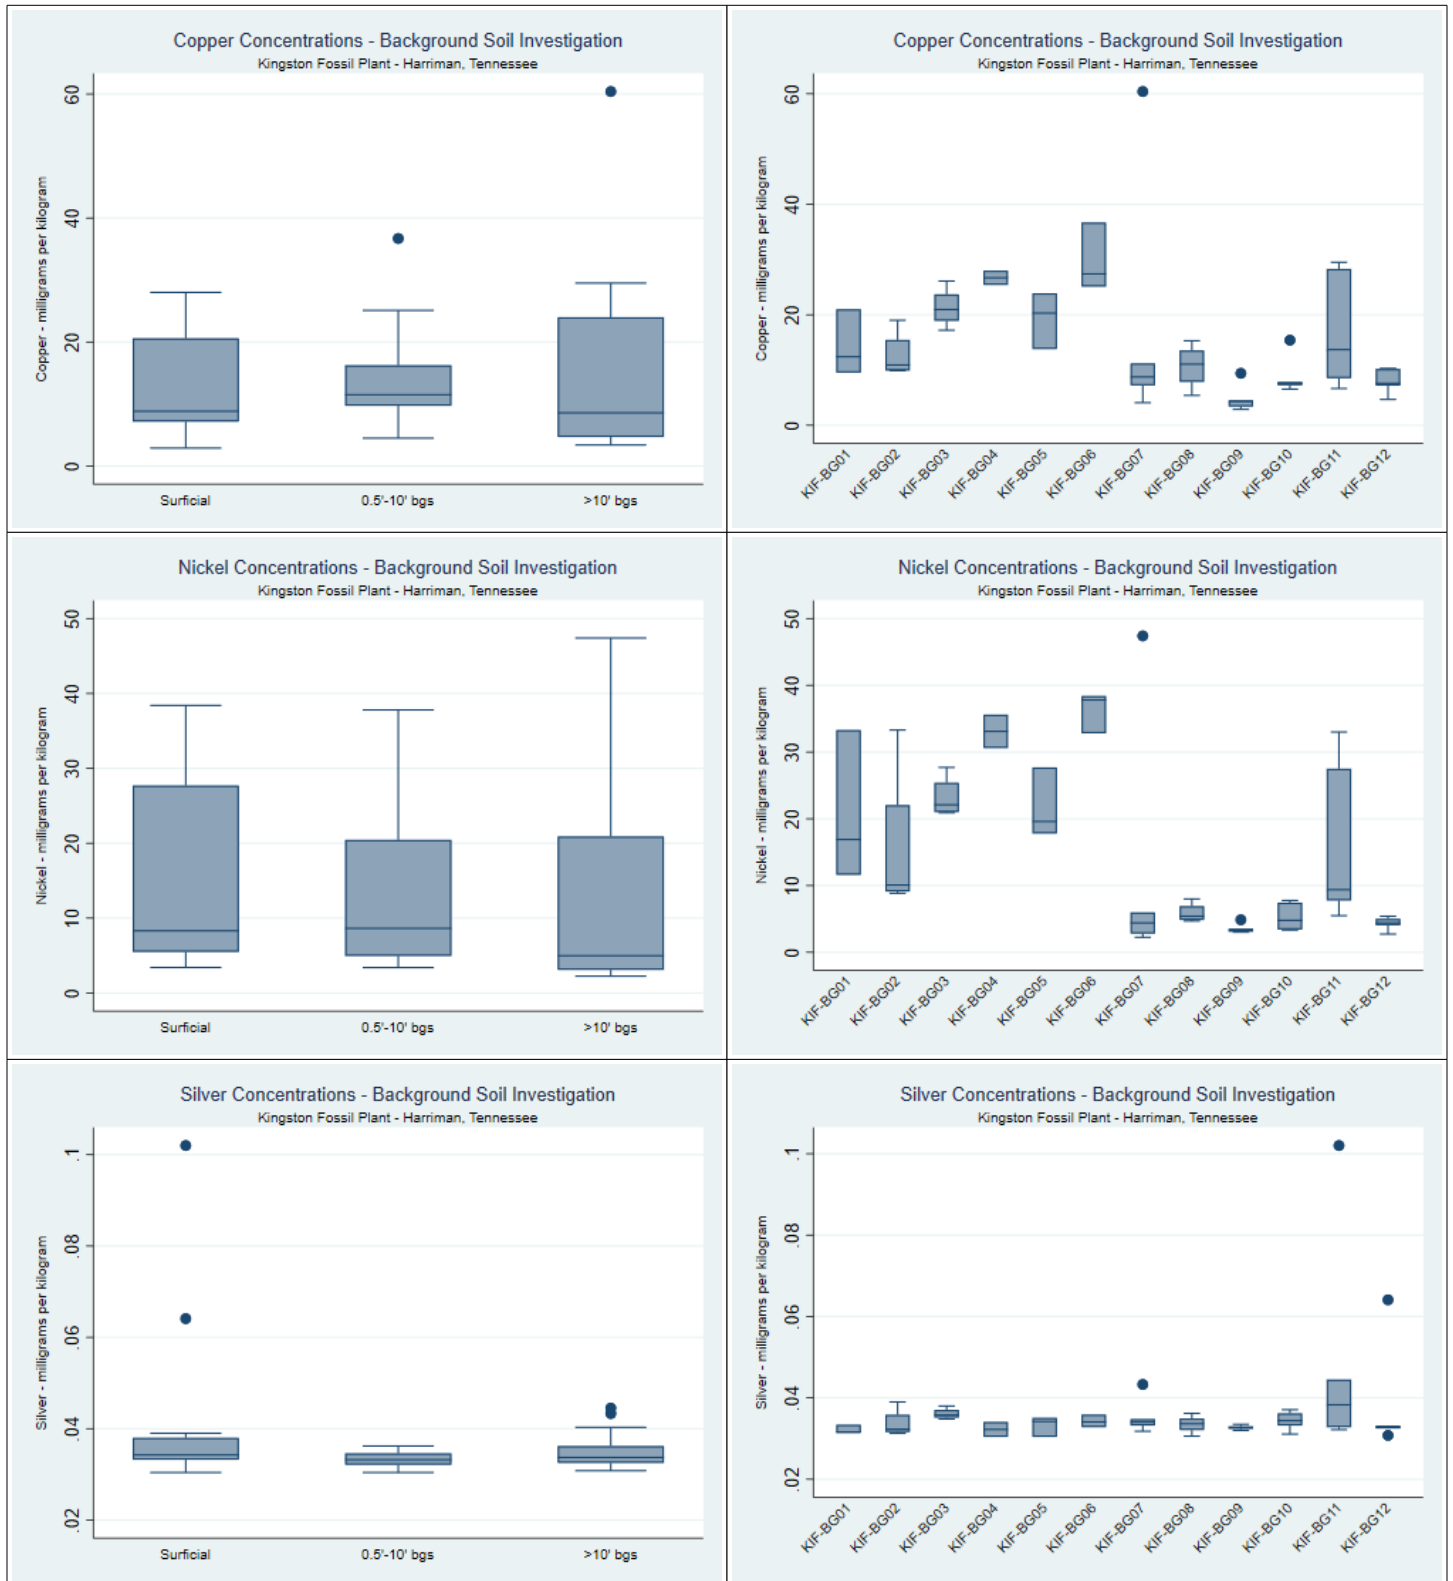 Copper Concentrations - Background Soil Investigation
Kingston Fossil Plant - Harriman, Tennessee
Copper - milligrams per kilogram
60
40
20
0
Surficial
0.5'-10' bgs
>10' bgs
Copper Concentrations - Background Soil Investigation
Kingston Fossil Plant - Harriman, Tennessee
Copper - milligrams per kilogram
60
40
20
0
KIF-BG01
KIF-BG02
KIF-BG03
KIF-BG04
KIF-BG05
KIF-BG06
KIF-BG07
KIF-BG08
KIF-BG09
KIF-BG10
KIF-BG11
KIF-BG12
Nickel Concentrations - Background Soil Investigation
Kingston Fossil Plant - Harriman, Tennessee
Nickel - milligrams per kilogram
50
40
30
20
10
0
Surficial
0.5'-10' bgs
>10' bgs
Nickel Concentrations - Background Soil Investigation
Kingston Fossil Plant - Harriman, Tennessee
Nickel - milligrams per kilogram
50
40
30
20
10
0
KIF-BG01
KIF-BG02
KIF-BG03
KIF-BG04
KIF-BG05
KIF-BG06
KIF-BG07
KIF-BG08
KIF-BG09
KIF-BG10
KIF-BG11
KIF-BG12
Silver Concentrations - Background Soil Investigation
Kingston Fossil Plant - Harriman, Tennessee
Silver - milligrams per kilogram
.1
.08
.06
.04
.02
Surficial
0.5'-10' bgs
>10' bgs
Silver Concentrations - Background Soil Investigation
Kingston Fossil Plant - Harriman, Tennessee
Silver - milligrams per kilogram
.1
.08
.06
.04
.02
KIF-BG01
KIF-BG02
KIF-BG03
KIF-BG04
KIF-BG05
KIF-BG06
KIF-BG07
KIF-BG08
KIF-BG09
KIF-BG10
KIF-BG11
KIF-BG12